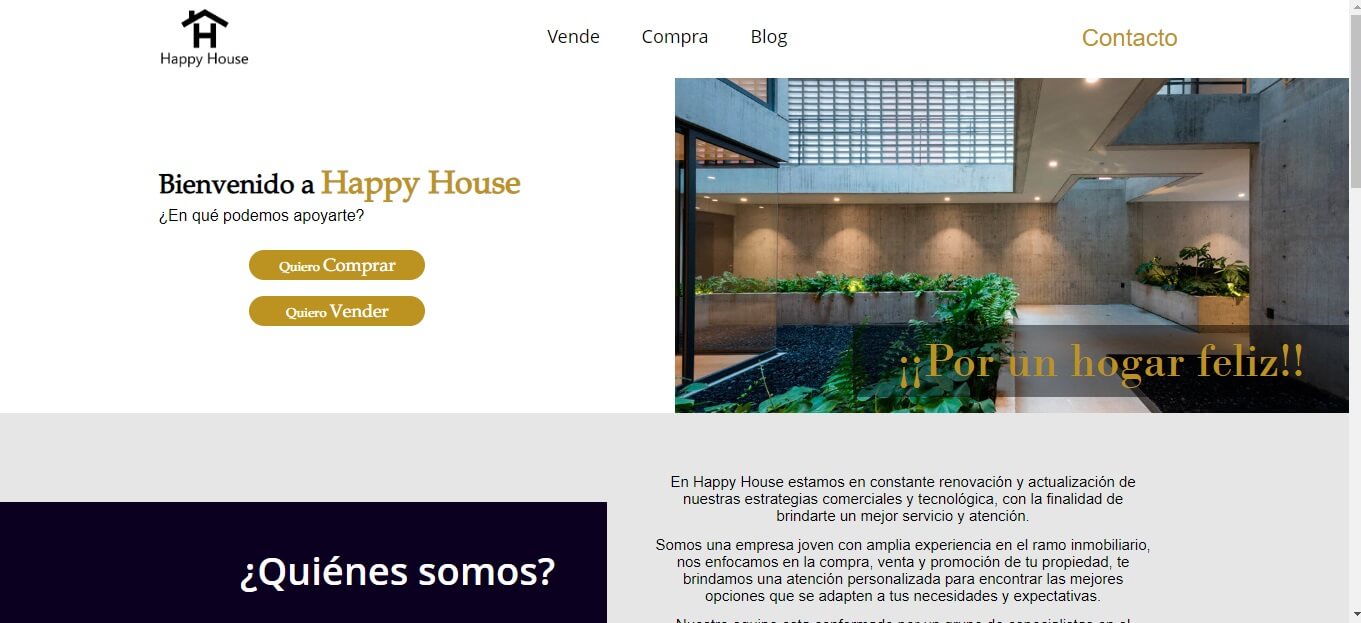 Happy House
Vende
Compra
Blog
Contacto
Bienvenido a Happy House
¿En qué podemos apoyarte?
Quiero Comprar
Quiero Vender
¡¡Por un hogar feliz!!
En Happy House estamos en constante renovación y actualización de
nuestras estrategias comerciales y tecnológica, con la finalidad de
brindarte un mejor servicio y atención.
¿Quiénes somos?
Somos una empresa joven con amplia experiencia en el ramo inmobiliario,
nos enfocamos en la compra, venta y promoción de tu propiedad, te
brindamos una atención personalizada para encontrar las mejores
opciones que se adapten a tus necesidades y expectativas.